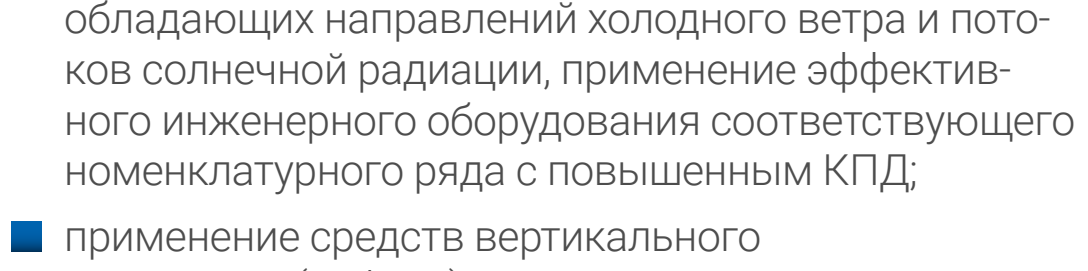 обладающих направлений холодного ветра и пото-
ков солнечной радиации, применение эффектив-
ного инженерного оборудования соответствующего
номенклатурного ряда с повышенным КПД;
применение средств вертикального